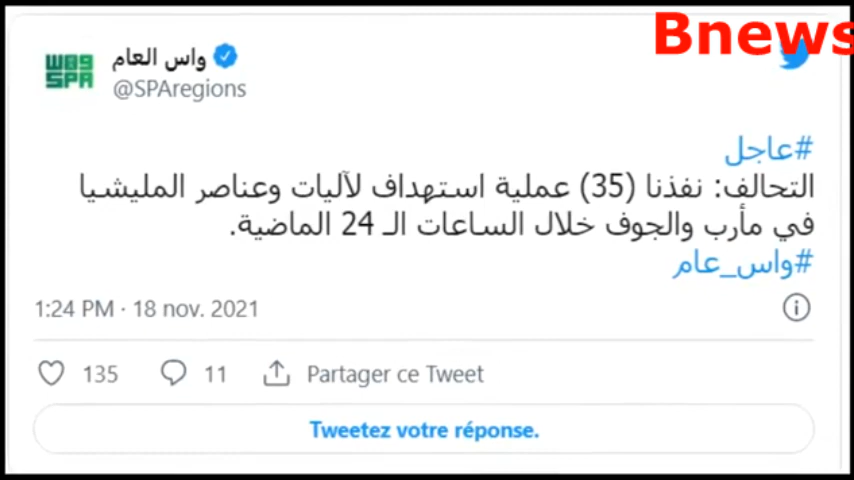 Bnews
واس العام
@SPAregions
#عاجل
التحالف: نفذنا (35) عملية استهداف لآليات وعناصر المليشيا
في مأرب والجوف خلال الساعات الـ 24 الماضية.
#واس_عام
1:24 PM · 18 nov. 2021
135 11 Partager ce Tweet
Tweetez votre réponse.